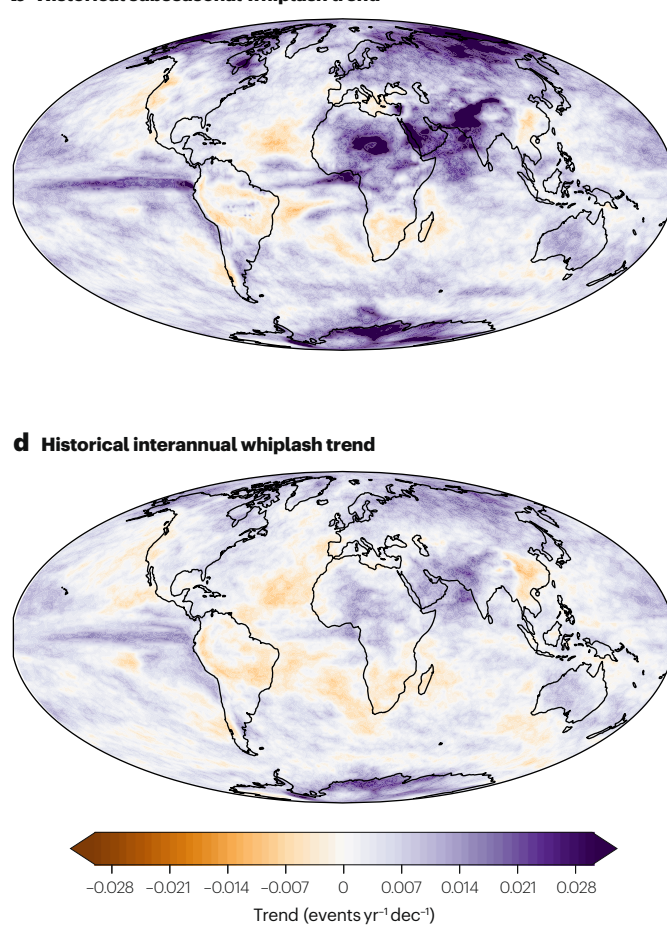 d Historical interannual whiplash trend
−0.028 −0.021 −0.014 −0.007 0 0.007 0.014 0.021 0.028
Trend (events yr⁻¹ dec⁻¹)